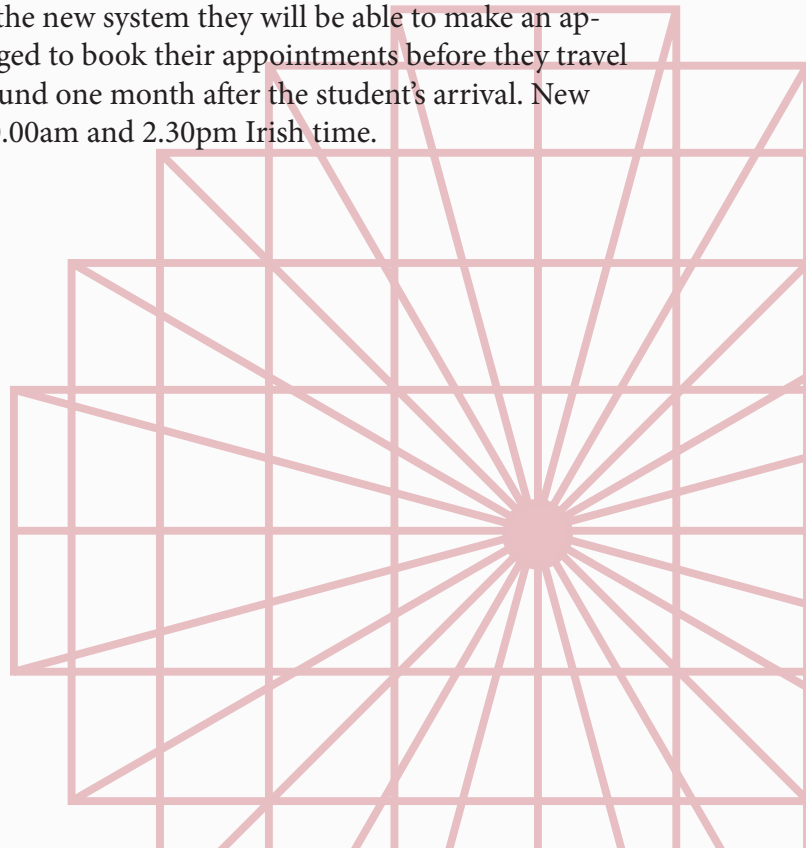 the new system they will be able to make an ap-
ged to book their appointments before they travel
und one month after the student’s arrival. New
.00am and 2.30pm Irish time.